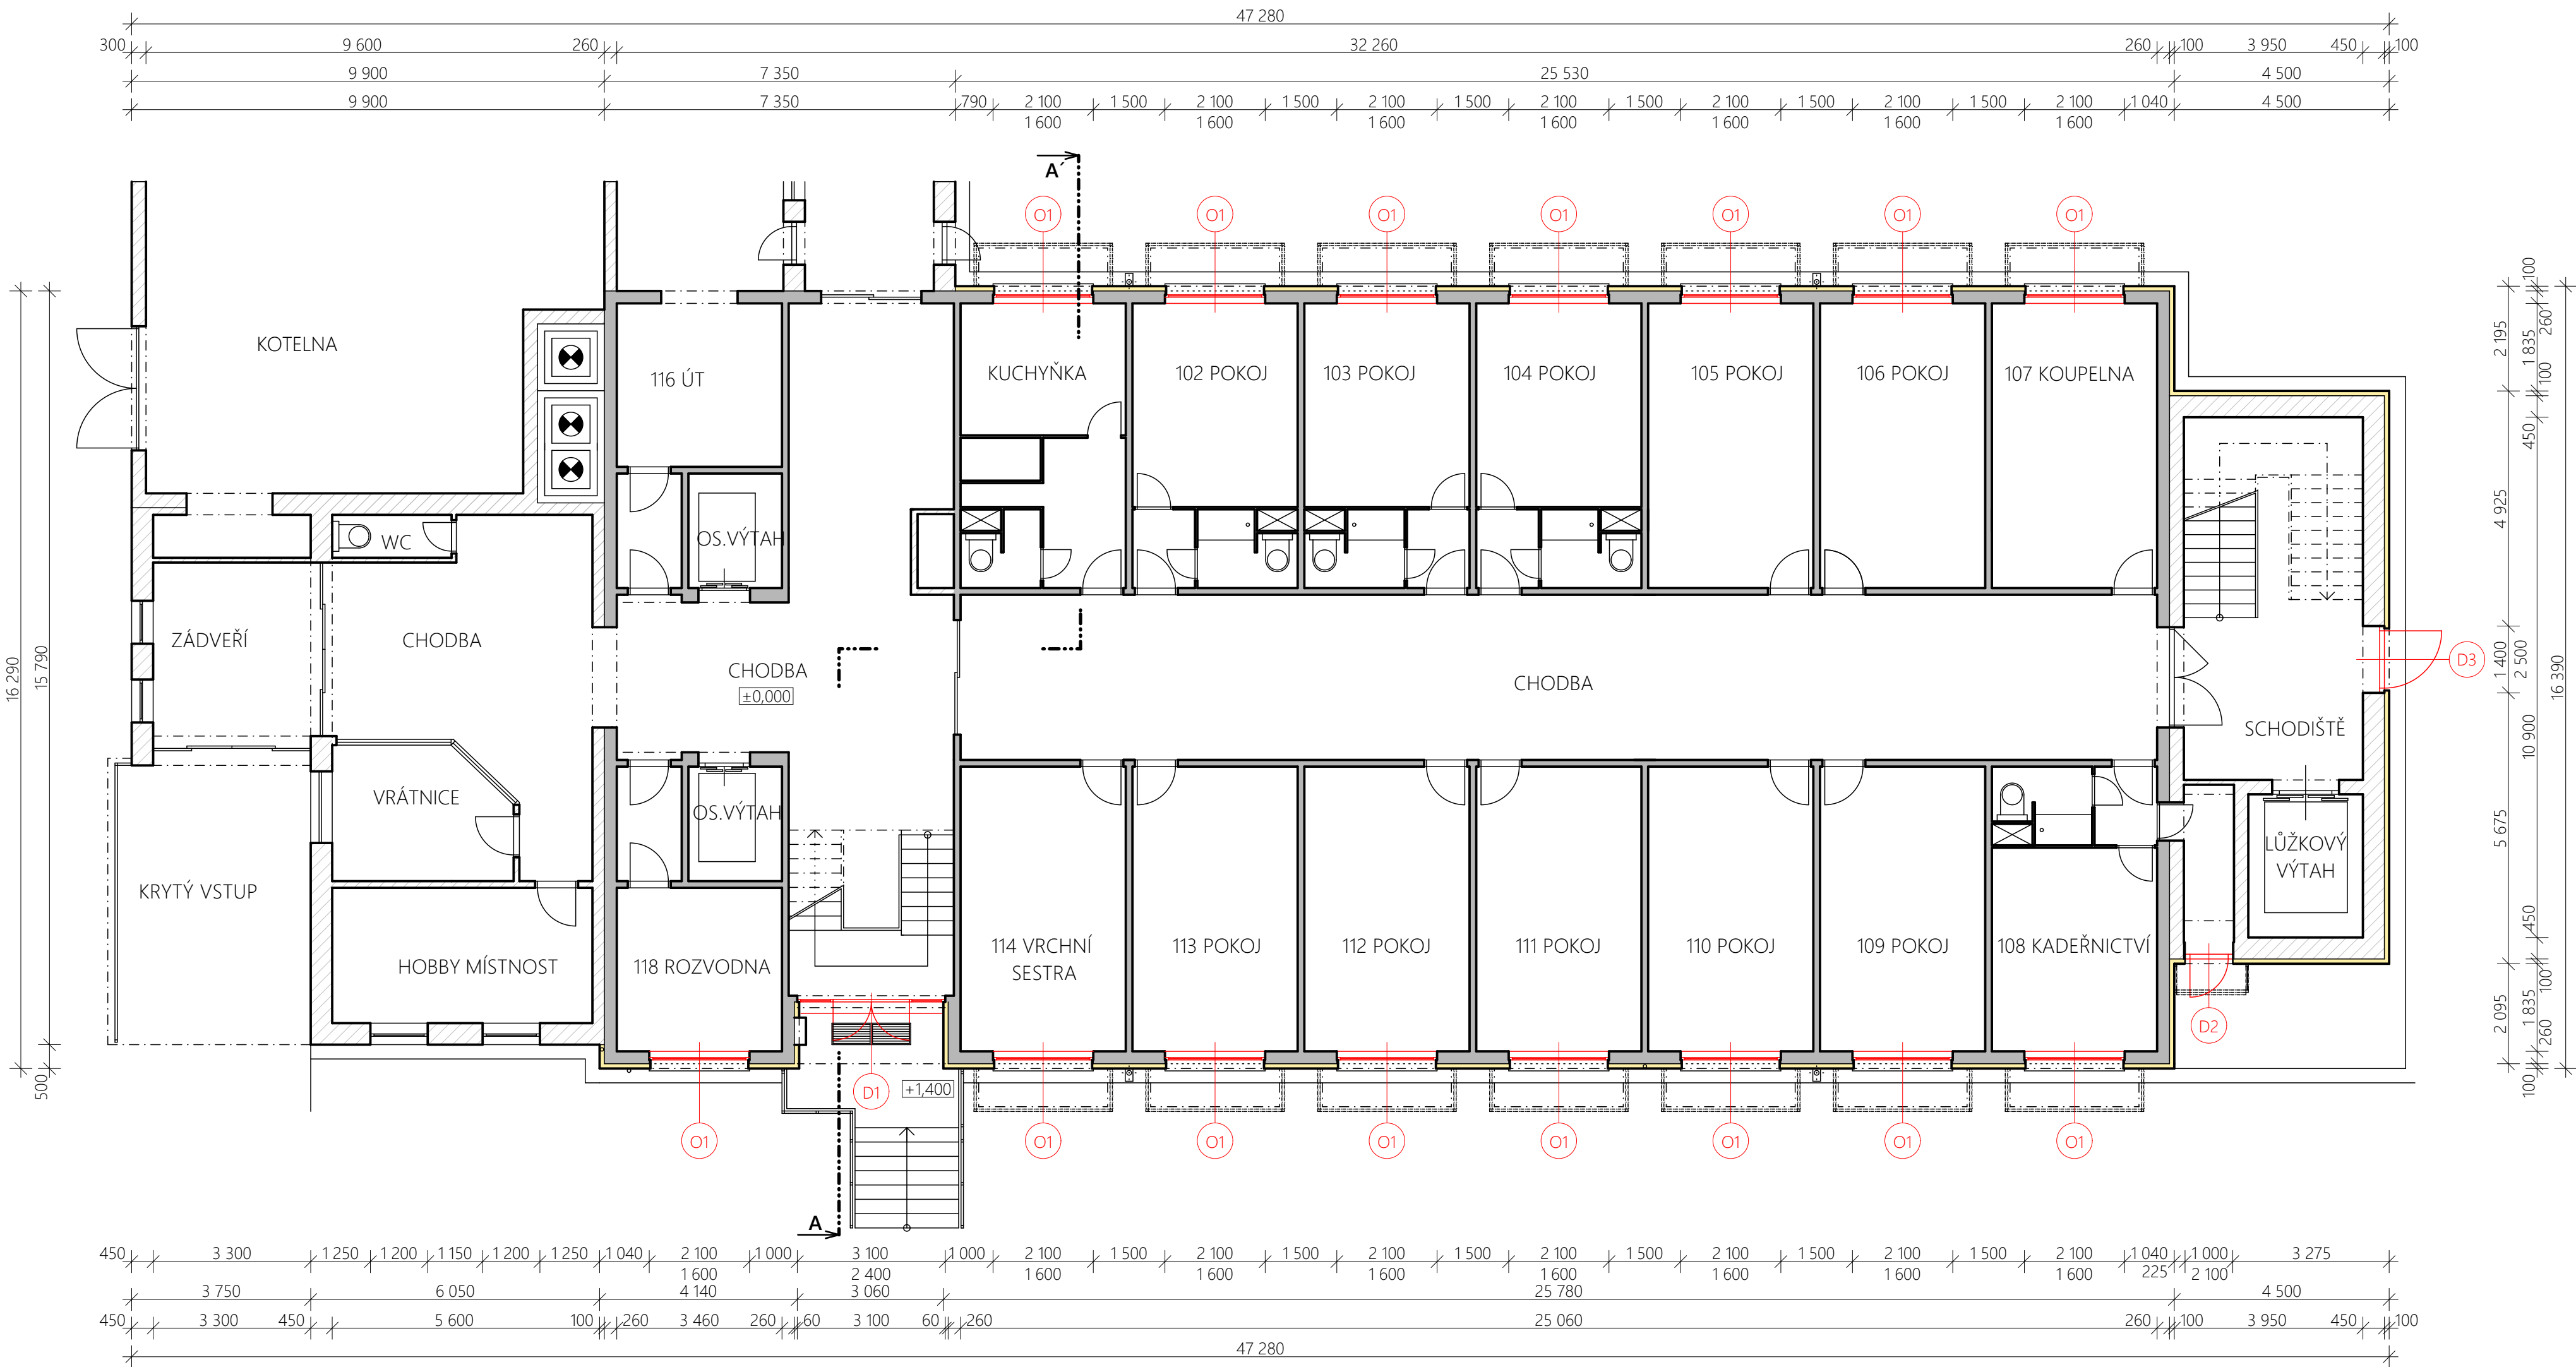 47 280
300 9 600 260 32 260 260 100 3 950 450 100
9 900 7 350 25 530 4 500
9 900 7 350 790 2 100 1 500 2 100 1 500 2 100 1 500 2 100 1 500 2 100 1 500 2 100 1 500 2 100 1 040 4 500
1 600 1 600 1 600 1 600 1 600 1 600 1 600
A´
O1 O1 O1 O1 O1 O1 O1
KOTELNA
116 ÚT
KUCHYŇKA
102 POKOJ
103 POKOJ
104 POKOJ
105 POKOJ
106 POKOJ
107 KOUPELNA
WC
OS.VÝTAH
ZÁDVEŘÍ
CHODBA
CHODBA
±0,000
CHODBA
D3
SCHODIŠTĚ
VRÁTNICE
OS.VÝTAH
LŮŽKOVÝ
VÝTAH
KRYTÝ VSTUP
HOBBY MÍSTNOST
118 ROZVODNA
114 VRCHNÍ
SESTRA
113 POKOJ
112 POKOJ
111 POKOJ
110 POKOJ
109 POKOJ
108 KADEŘNICTVÍ
D2
D1
+1,400
O1 O1 O1 O1 O1 O1 O1 O1
A
16 290
15 790
500
2 195
4 925
1 400
5 675
2 095
100
260
1 835
100
450
2 500
10 900
450
100
1 835
260
100
16 390
450 3 300 1 250 1 200 1 150 1 200 1 250 1 040 2 100 1 000 3 100 1 000 2 100 1 500 2 100 1 500 2 100 1 500 2 100 1 500 2 100 1 500 2 100 1 500 2 100 1 040 1 000 3 275
1 600 2 400 1 600 1 600 1 600 1 600 1 600 1 600 1 600 225 2 100
3 750 6 050 4 140 3 060 25 780 4 500
450 3 300 450 5 600 100 260 3 460 260 60 3 100 60 260 25 060 260 100 3 950 450 100
47 280